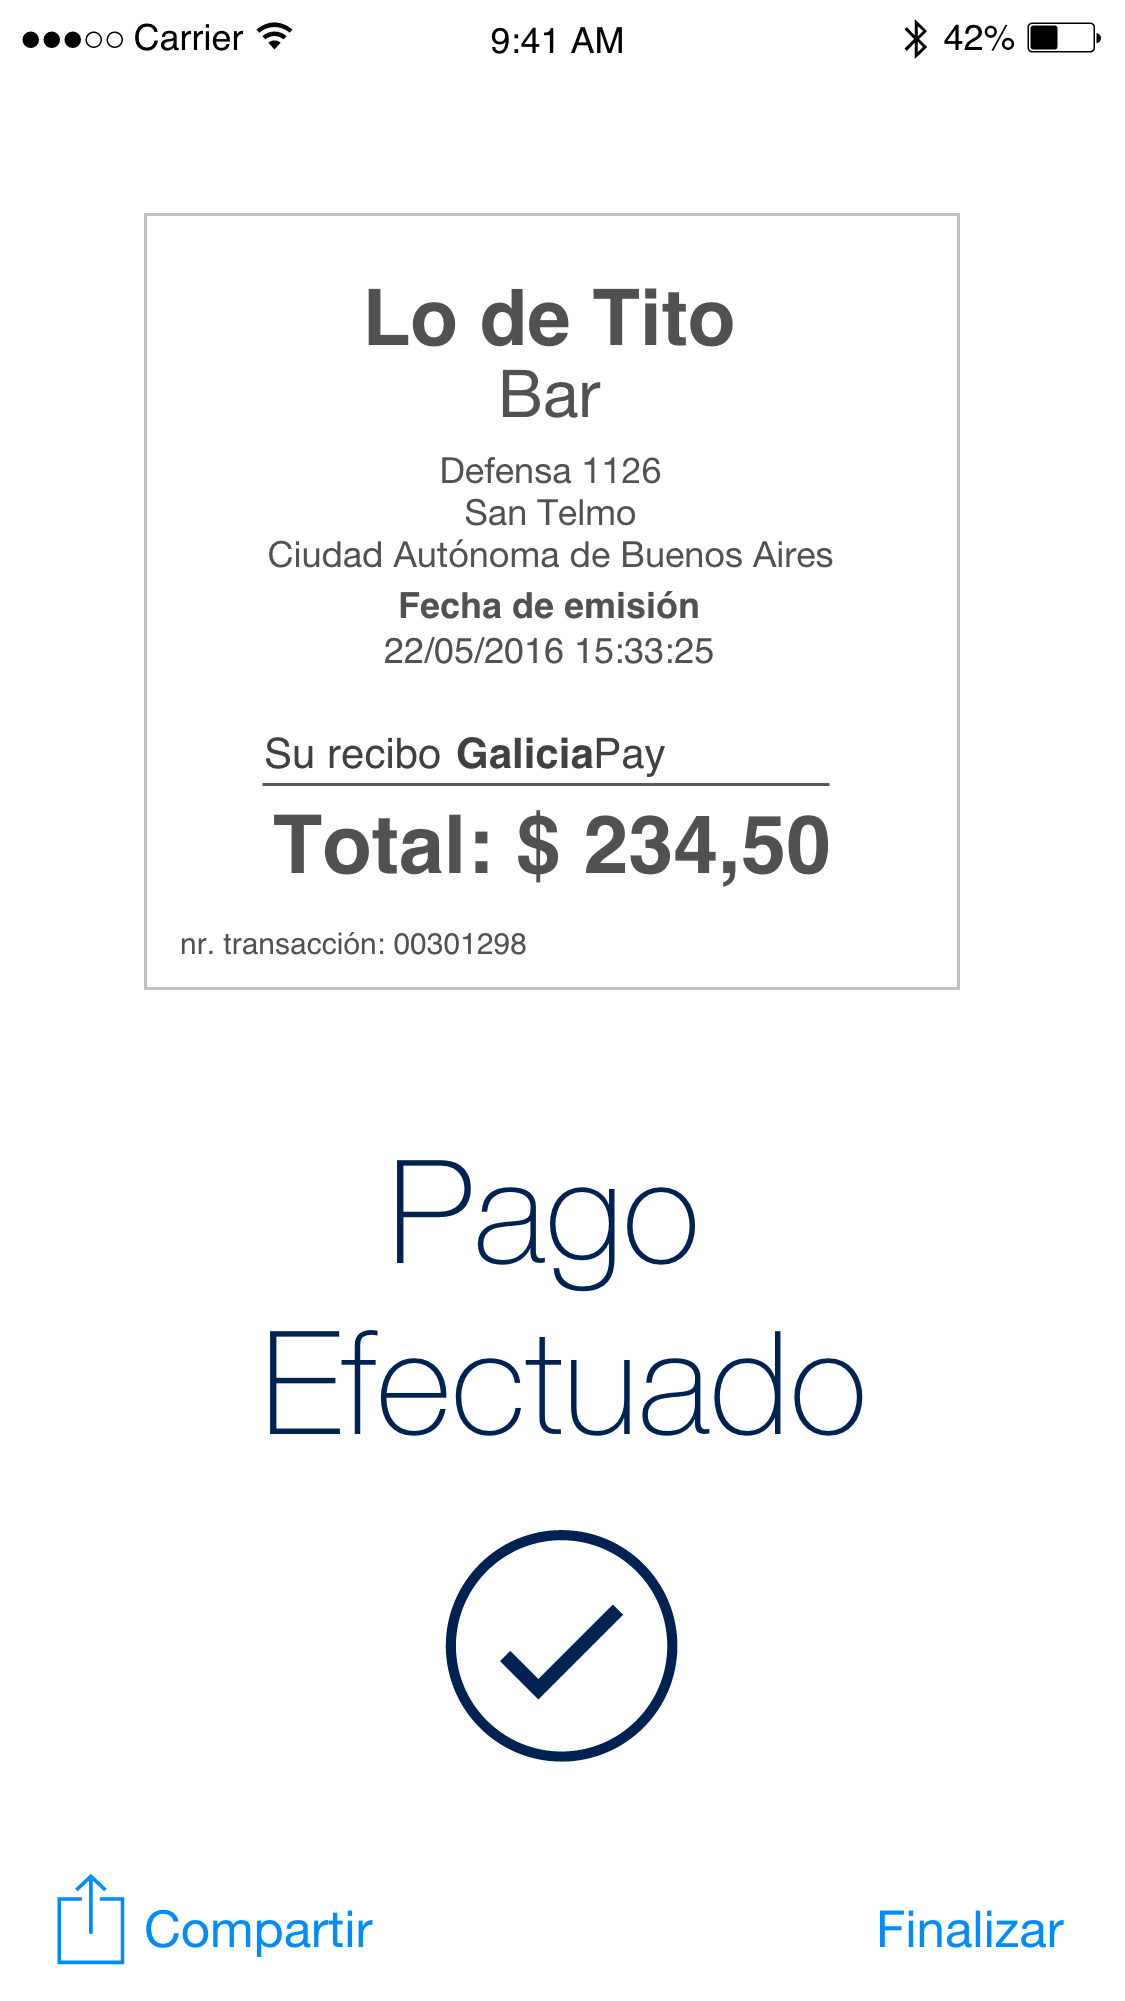 Carrier 9:41 AM 42%
Lo de Tito
Bar
Defensa 1126
San Telmo
Ciudad Autónoma de Buenos Aires
Fecha de emisión
22/05/2016 15:33:25
Su recibo GaliciaPay
Total: $ 234,50
nr. transacción: 00301298
Pago
Efectuado
Compartir Finalizar